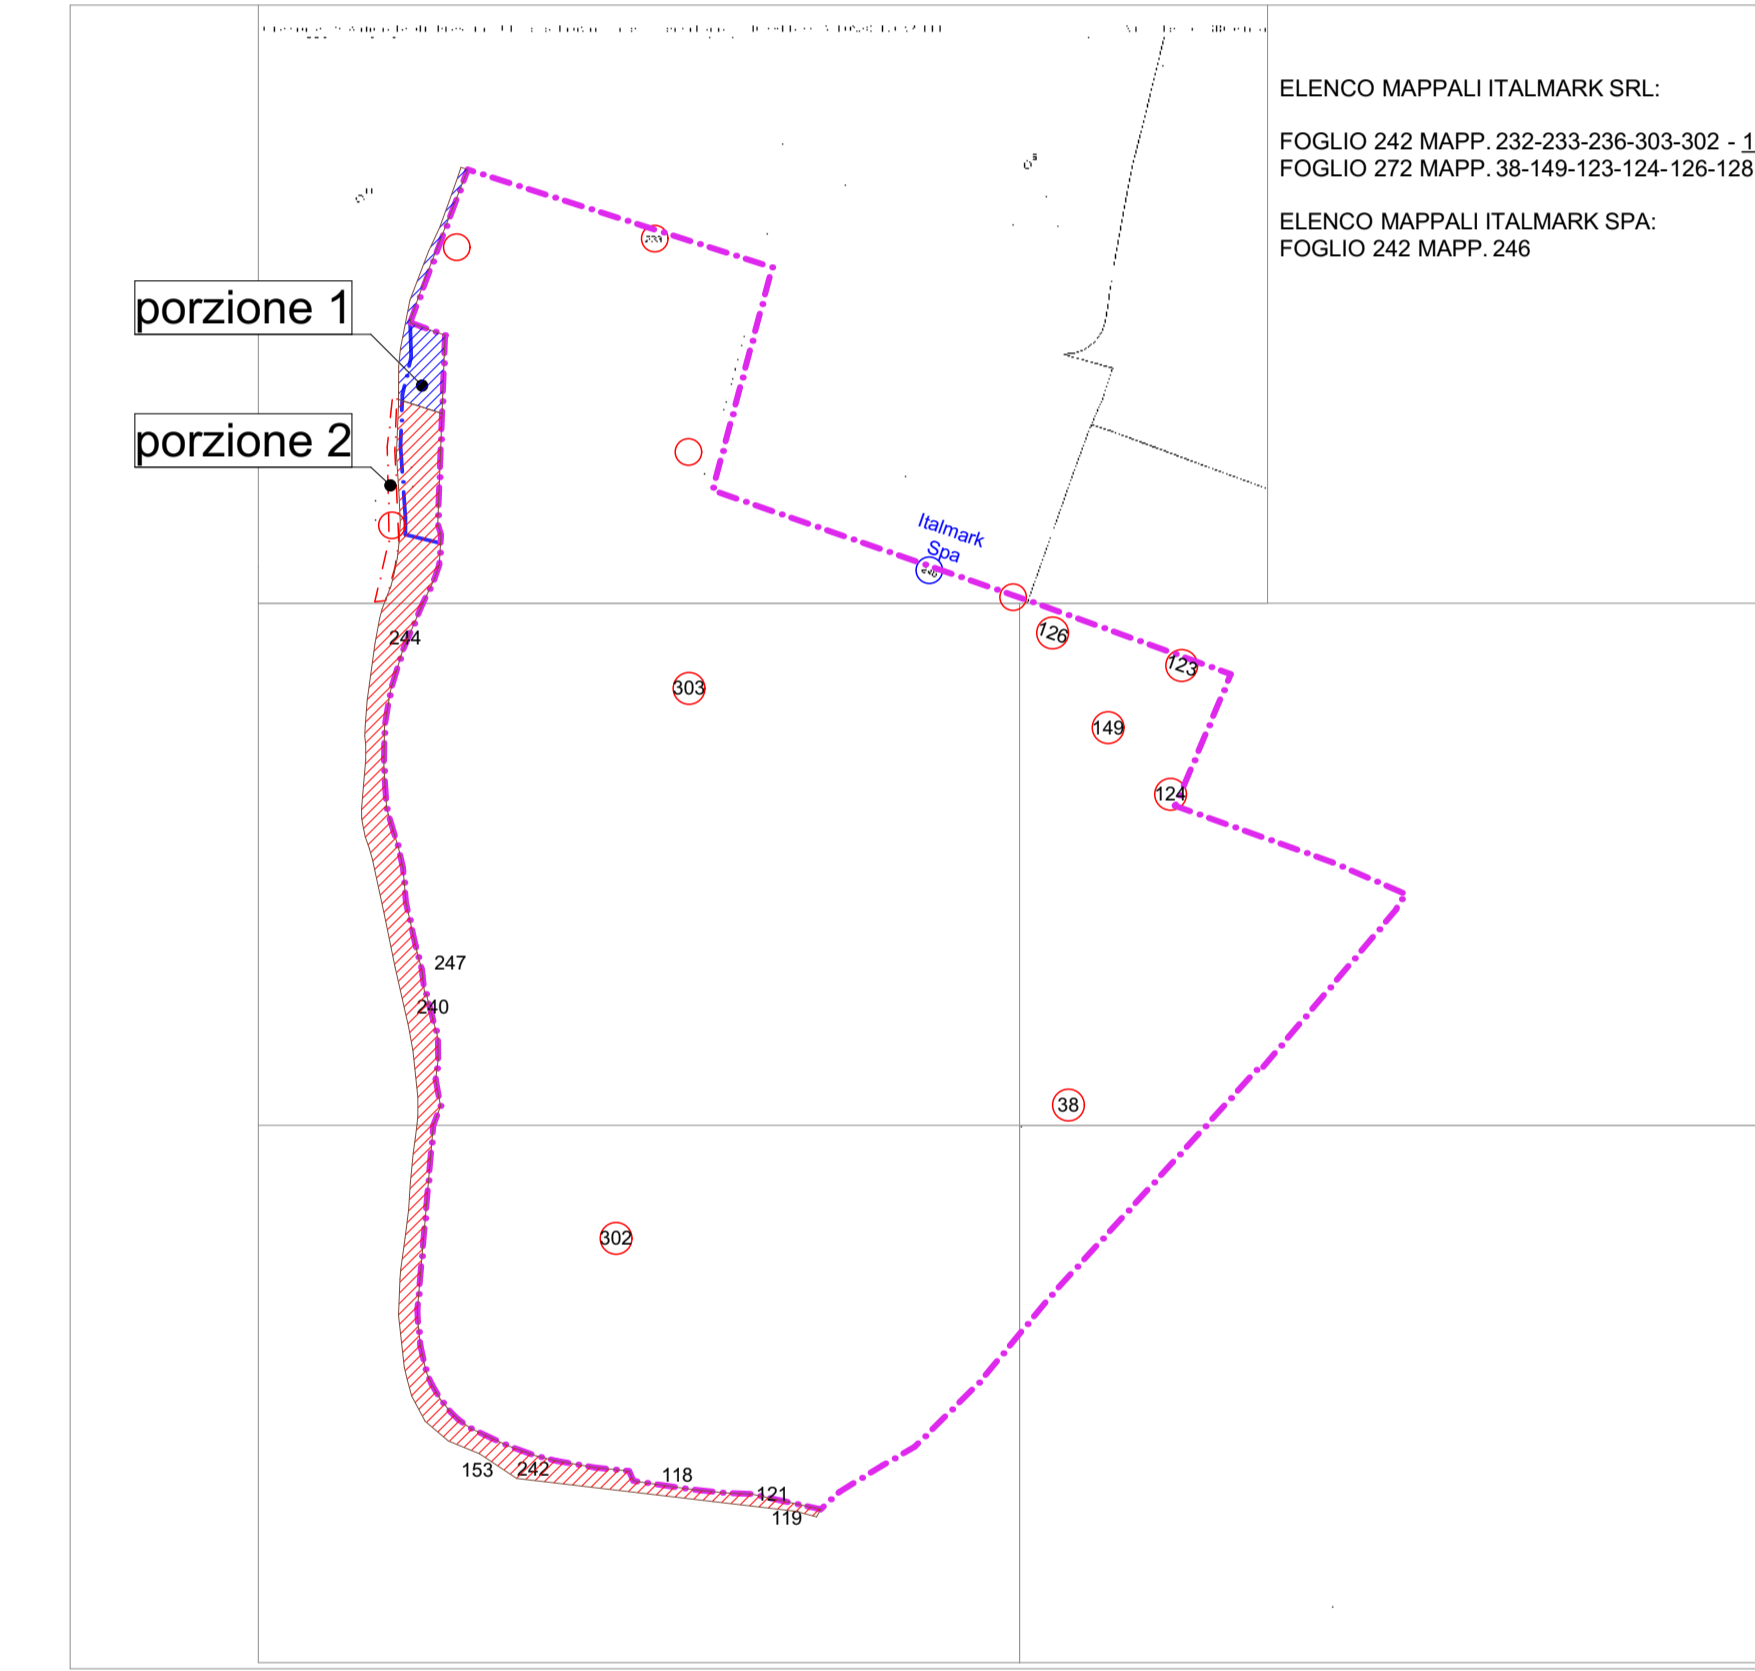 ELENCO MAPPALI ITALMARK SRL:
FOGLIO 242 MAPP. 232-233-236-303-302 - 1
FOGLIO 272 MAPP. 38-149-123-124-126-128
ELENCO MAPPALI ITALMARK SPA:
FOGLIO 242 MAPP. 246
porzione 1
porzione 2
Italmark
Spa
126
123
244
303
149
124
247
240
38
302
153
242
118
121
119